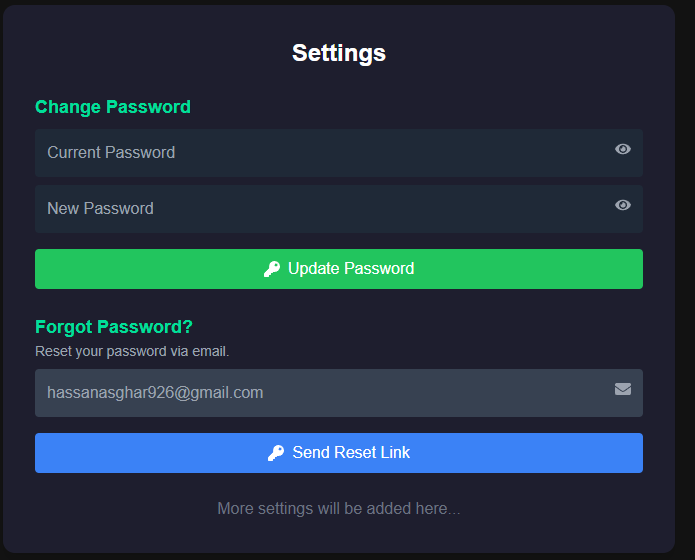 Settings
Change Password
Current Password
New Password
Update Password
Forgot Password?
Reset your password via email.
hassanasghar926@gmail.com
Send Reset Link
More settings will be added here...